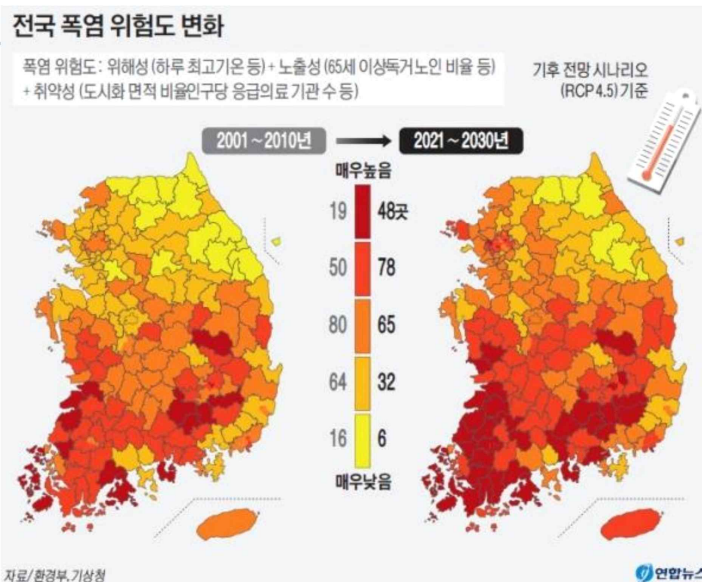 전국 폭염 위험도 변화
폭염 위험도 : 위해성 (하루 최고기온 등) + 노출성 (65세 이상독거노인 비율 등)
+ 취약성 (도시화 면적 비율인구당 응급의료 기관 수 등)
기후 전망 시나리오
(RCP 4.5) 기준
2001 ~ 2010년
2021 ~ 2030년
매우높음
19 48곳
50 78
80 65
64 32
16 6
매우낮음
자료/환경부, 기상청
연합뉴스